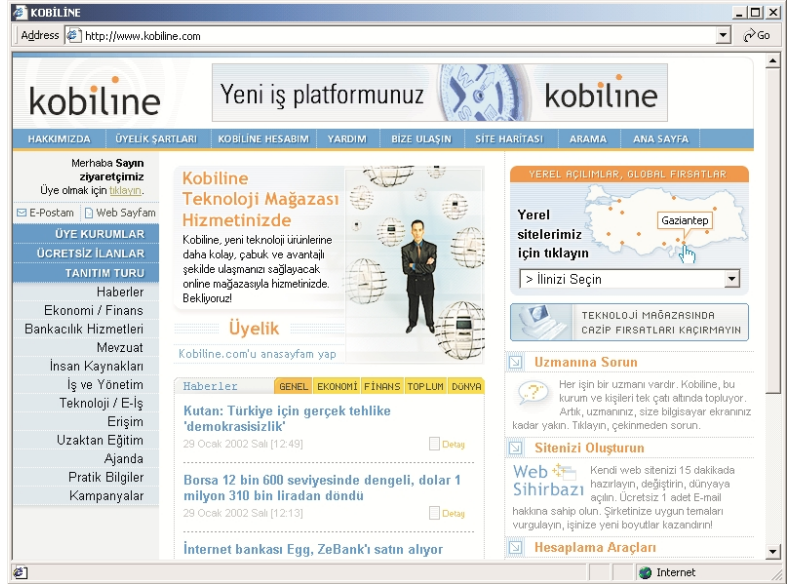 KOBİLİNE
Address http://www.kobiline.com Go
kobiline
Yeni iş platformunuz kobiline
HAKKIMIZDA ÜYELİK ŞARTLARI KOBİLİNE HESABIM YARDIM BİZE ULAŞIN SİTE HARİTASI ARAMA ANA SAYFA
Merhaba Sayın
ziyaretçimiz
Üye olmak için tıklayın.
E-Postam Web Sayfam
ÜYE KURUMLAR
ÜCRETSİZ İLANLAR
TANITIM TURU
Haberler
Ekonomi / Finans
Bankacılık Hizmetleri
Mevzuat
İnsan Kaynakları
İş ve Yönetim
Teknoloji / E-İş
Erişim
Uzaktan Eğitim
Ajanda
Pratik Bilgiler
Kampanyalar
Kobiline
Teknoloji Mağazası
Hizmetinizde
Kobiline, yeni teknoloji ürünlerine
daha kolay, çabuk ve avantajlı
şekilde ulaşmanızı sağlayacak
online mağazasıyla hizmetinizde.
Bekliyoruz!
Üyelik
Kobiline.com'u anasayfam yap
Haberler GENEL EKONOMİ FİNANS TOPLUM DÜNYA
Kutan: Türkiye için gerçek tehlike
'demokrasisizlik'
29 Ocak 2002 Salı [12:49] Detay
Borsa 12 bin 600 seviyesinde dengeli, dolar 1
milyon 310 bin liradan döndü
29 Ocak 2002 Salı [12:13] Detay
İnternet bankası Egg, ZeBank'ı satın alıyor
YEREL AÇILIMLAR, GLOBAL FIRSATLAR
Yerel
sitelerimiz
için tıklayın
Gaziantep
> İlinizi Seçin
TEKNOLOJİ MAĞAZASINDA
CAZİP FIRSATLARI KAÇIRMAYIN
Uzmanına Sorun
Her işin bir uzmanı vardır. Kobiline, bu
kurum ve kişileri tek çatı altında topluyor.
Artık, uzmanınız, size bilgisayar ekranınız
kadar yakın. Tıklayın, çekinmeden sorun.
Sitenizi Oluşturun
Web
Sihirbazı
Kendi web sitenizi 15 dakikada
hazırlayın, değiştirin, dünyaya
açılın. Ücretsiz 1 adet E-mail
hakkına sahip olun. Şirketinize uygun temaları
vurgulayın, işinize yeni boyutlar kazandırın!
Hesaplama Araçları
Internet